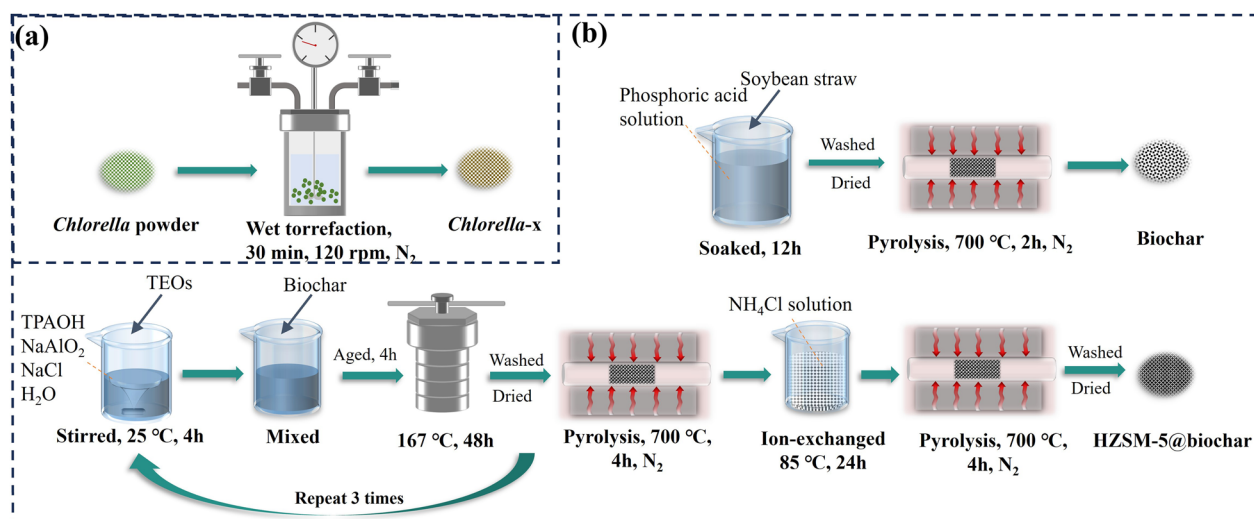 (a)
Chlorella powder
Wet torrefaction,
30 min, 120 rpm, N₂
Chlorella-x
(b)
Soybean straw
Phosphoric acid
solution
Soaked, 12h
Washed
Dried
Pyrolysis, 700 ℃, 2h, N₂
Biochar
TEOs
TPAOH
NaAlO₂
NaCl
H₂O
Stirred, 25 ℃, 4h
Biochar
Mixed
Aged, 4h
167 ℃, 48h
Washed
Dried
Repeat 3 times
Pyrolysis, 700 ℃,
4h, N₂
NH₄Cl solution
Ion-exchanged
85 ℃, 24h
Pyrolysis, 700 ℃,
4h, N₂
Washed
Dried
HZSM-5@biochar